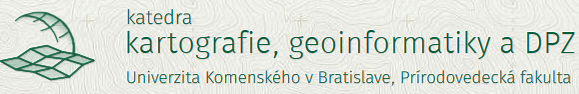 katedra
kartografie, geoinformatiky a DPZ
Univerzita Komenského v Bratislave, Prírodovedecká fakulta